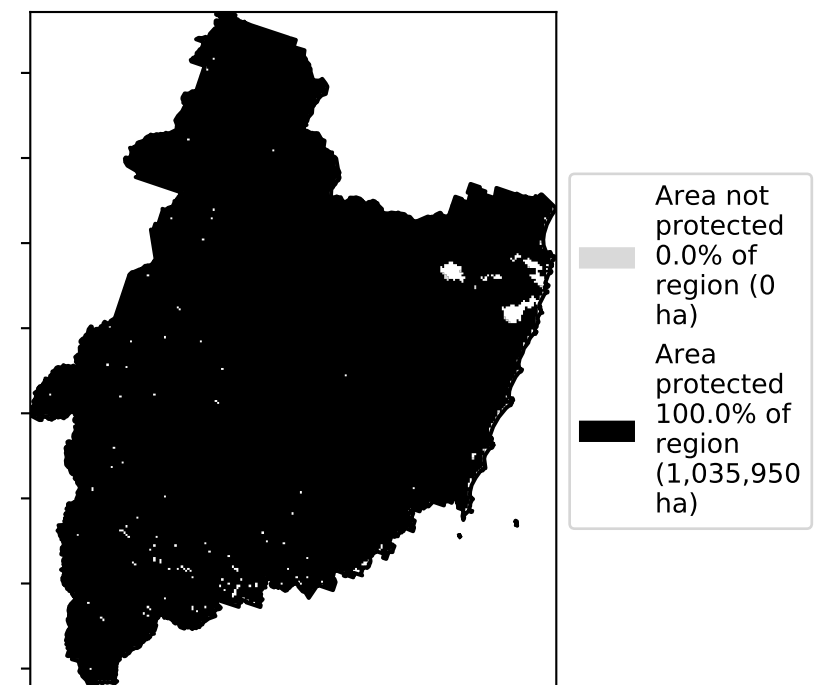 Area not
protected
0.0% of
region (0
ha)
Area
protected
100.0% of
region
(1,035,950
ha)